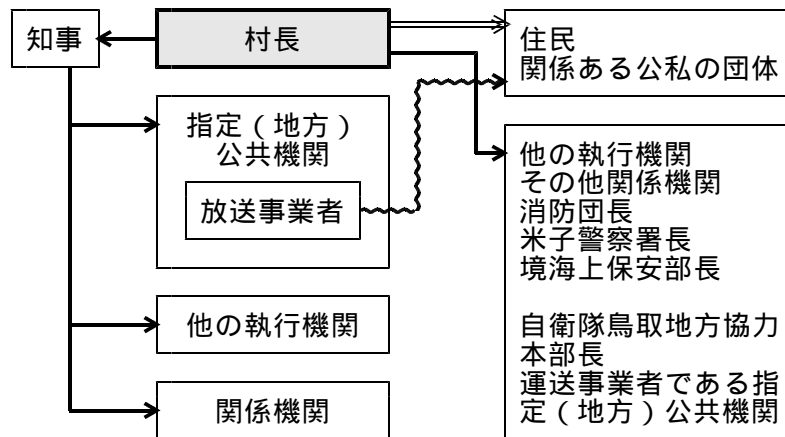 知事
村長
住民
関係ある公私の団体
指定（地方）
公共機関
放送事業者
他の執行機関
その他関係機関
消防団長
米子警察署長
境海上保安部長
自衛隊鳥取地方協力
本部長
運送事業者である指
定（地方）公共機関
他の執行機関
関係機関